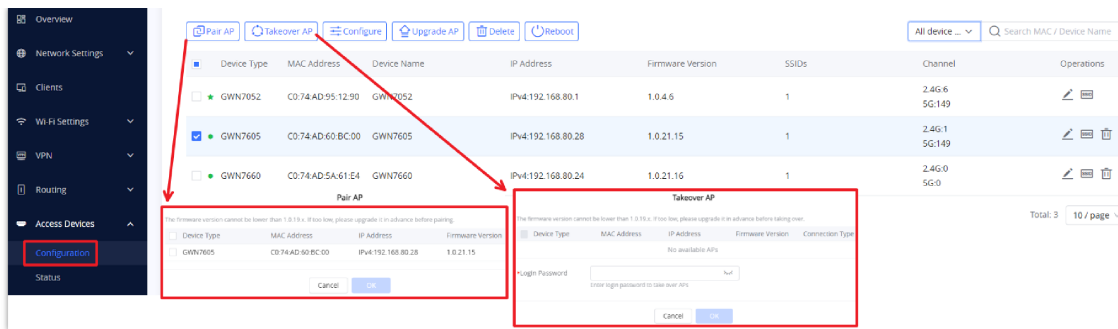 Overview
Network Settings
Clients
Wi-Fi Settings
VPN
Routing
Access Devices
Configuration
Status
Pair AP Takeover AP Configure Upgrade AP Delete Reboot
All device ... Search MAC / Device Name
Device Type MAC Address Device Name IP Address Firmware Version SSIDs Channel Operations
GWN7052 C0:74:AD:95:12:90 GWN7052 IPv4:192.168.80.1 1.0.4.6 1 2.4G:6
5G:149
GWN7605 C0:74:AD:60:BC:00 GWN7605 IPv4:192.168.80.28 1.0.21.15 1 2.4G:1
5G:149
GWN7660 C0:74:AD:5A:61:E4 GWN7660 IPv4:192.168.80.24 1.0.21.16 1 2.4G:0
5G:0
Total: 3 10 / page
Pair AP
The firmware version cannot be lower than 1.0.19.x. If too low, please upgrade it in advance before pairing.
Device Type MAC Address IP Address Firmware Version
GWN7605 C0:74:AD:60:BC:00 IPv4:192.168.80.28 1.0.21.15
Cancel OK
Takeover AP
The firmware version cannot be lower than 1.0.19.x. If too low, please upgrade it in advance before taking over.
Device Type MAC Address IP Address Firmware Version Connection Type
No available APs
*Login Password
Enter login password to take over APs
Cancel OK